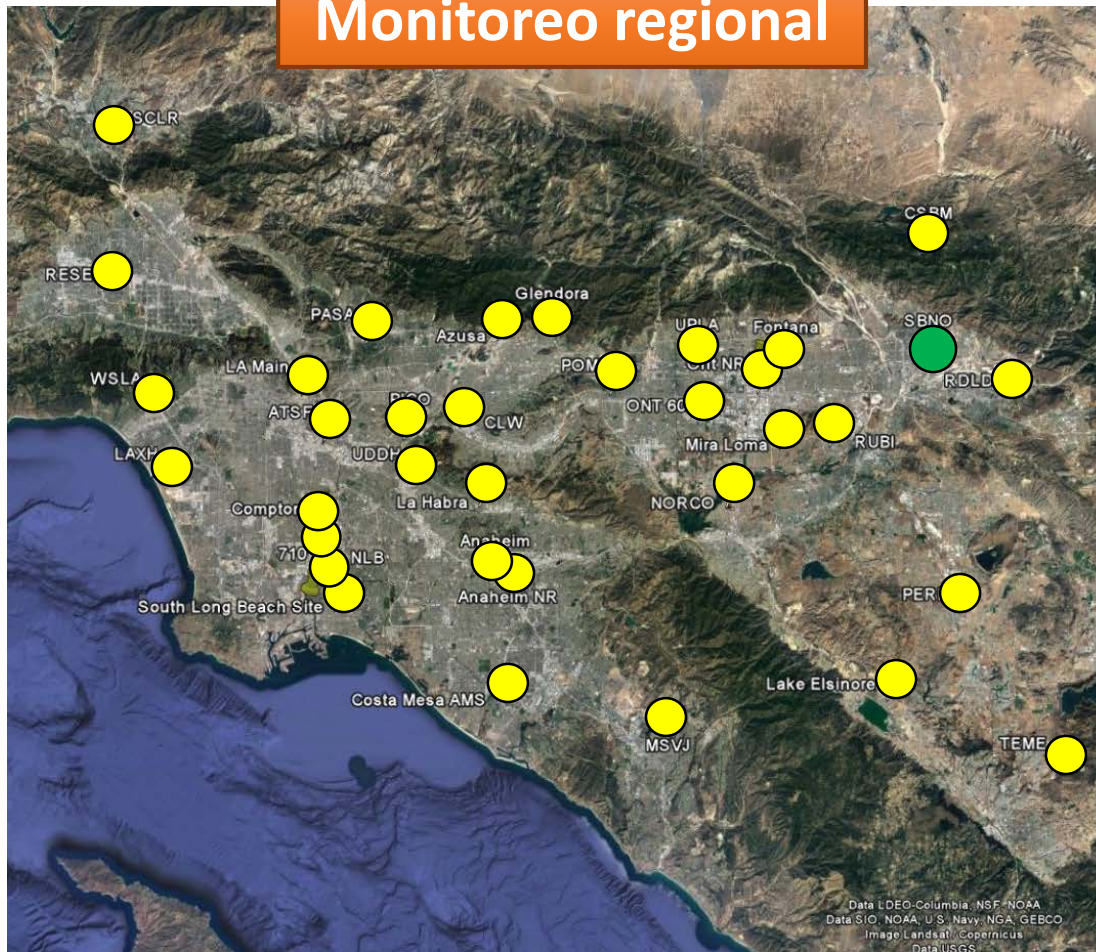 Monitoreo regional
SCLR
CSBM
RESE
Glendora
PASA
Azusa
UPLA
Fontana
SBNO
Ont NR
POM
LA Main
RDLD
WSLA
PICO
ONT 60
ATSF
CLW
Mira Loma
RUBI
LAXH
UDDH
La Habra
NORCO
Compton
Anaheim
710
NLB
Anaheim NR
PER
South Long Beach Site
Lake Elsinore
Costa Mesa AMS
MSVJ
TEME
Data LDEO-Columbia, NSF, NOAA
Data SIO, NOAA, U.S. Navy, NGA, GEBCO
Image Landsat / Copernicus
Data USGS